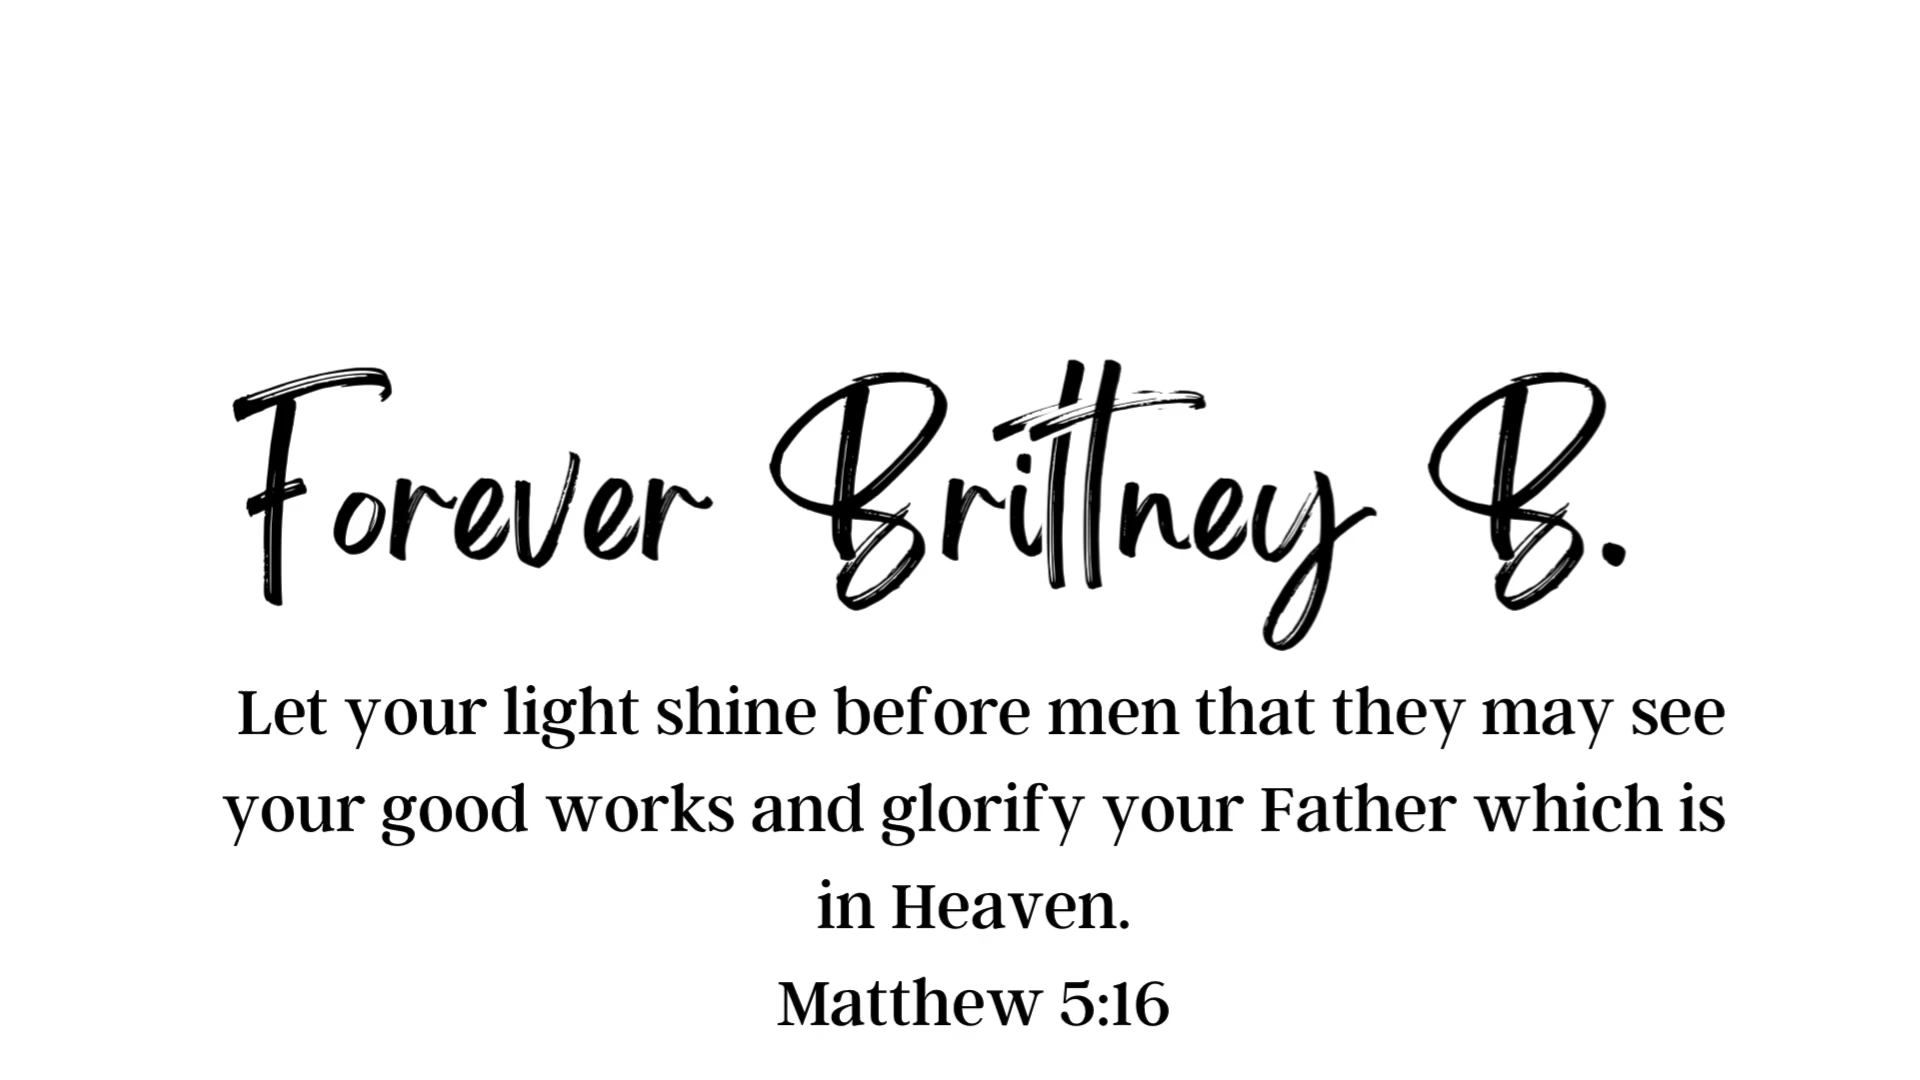 Forever Brittney B.
Let your light shine before men that they may see
your good works and glorify your Father which is
in Heaven.
Matthew 5:16